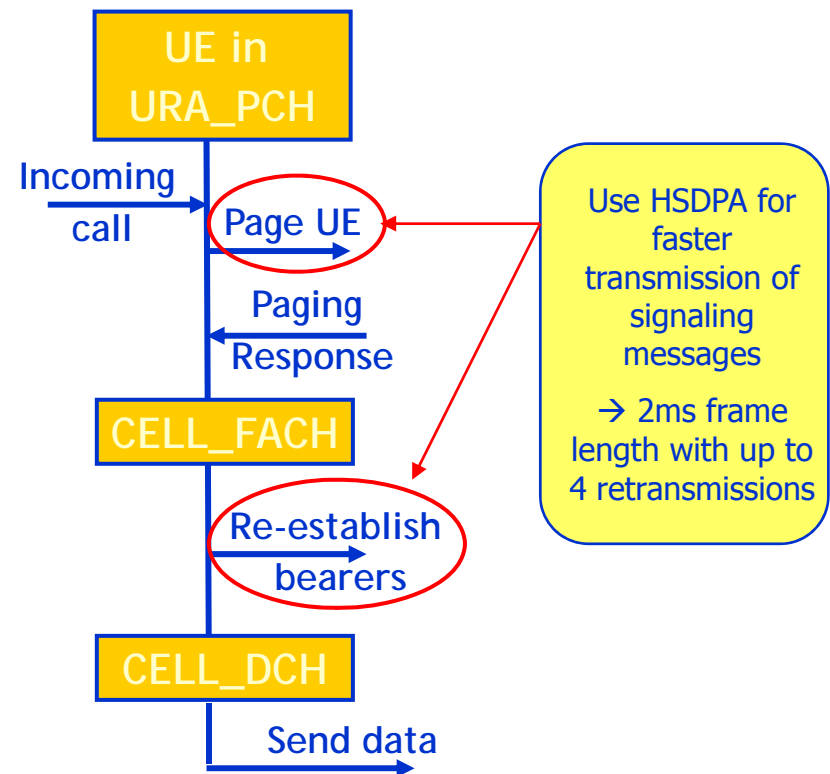 UE in
URA_PCH
Incoming
call
Page UE
Paging
Response
CELL_FACH
Re-establish
bearers
CELL_DCH
Send data
Use HSDPA for
faster
transmission of
signaling
messages
→ 2ms frame
length with up to
4 retransmissions